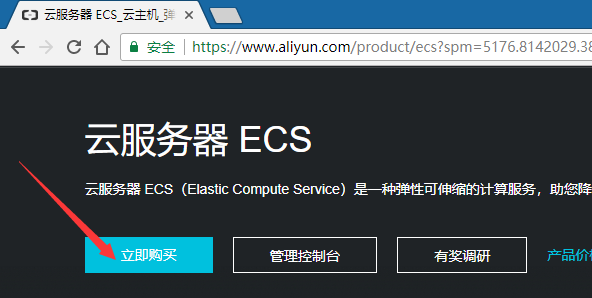 云服务器 ECS_云主机_弹
安全 https://www.aliyun.com/product/ecs?spm=5176.8142029.38
云服务器 ECS
云服务器 ECS（Elastic Compute Service）是一种弹性可伸缩的计算服务，助您降
立即购买 管理控制台 有奖调研 产品价格